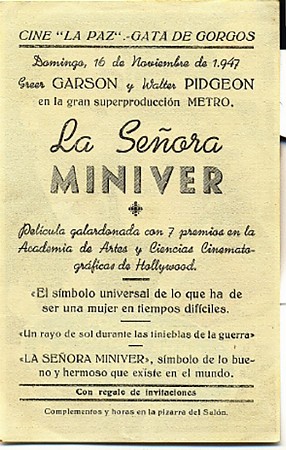 CINE "LA PAZ".-GATA DE GORGOS
Domingo, 16 de Noviembre de 1.947
Greer GARSON y Walter PIDGEON
en la gran superproducción METRO.
La Señora
MINIVER
Película galardonada con 7 premios en la
Academia de Artes y Ciencias Cinemato-
gráficas de Hollywood.
«El símbolo universal de lo que ha de
ser una mujer en tiempos difíciles.
«Un rayo de sol durante las tinieblas de la guerra»
«LA SEÑORA MINIVER», símbolo de lo bue-
no y hermoso que existe en el mundo.
Con regalo de invitaciones
Complementos y horas en la pizarra del Salón.